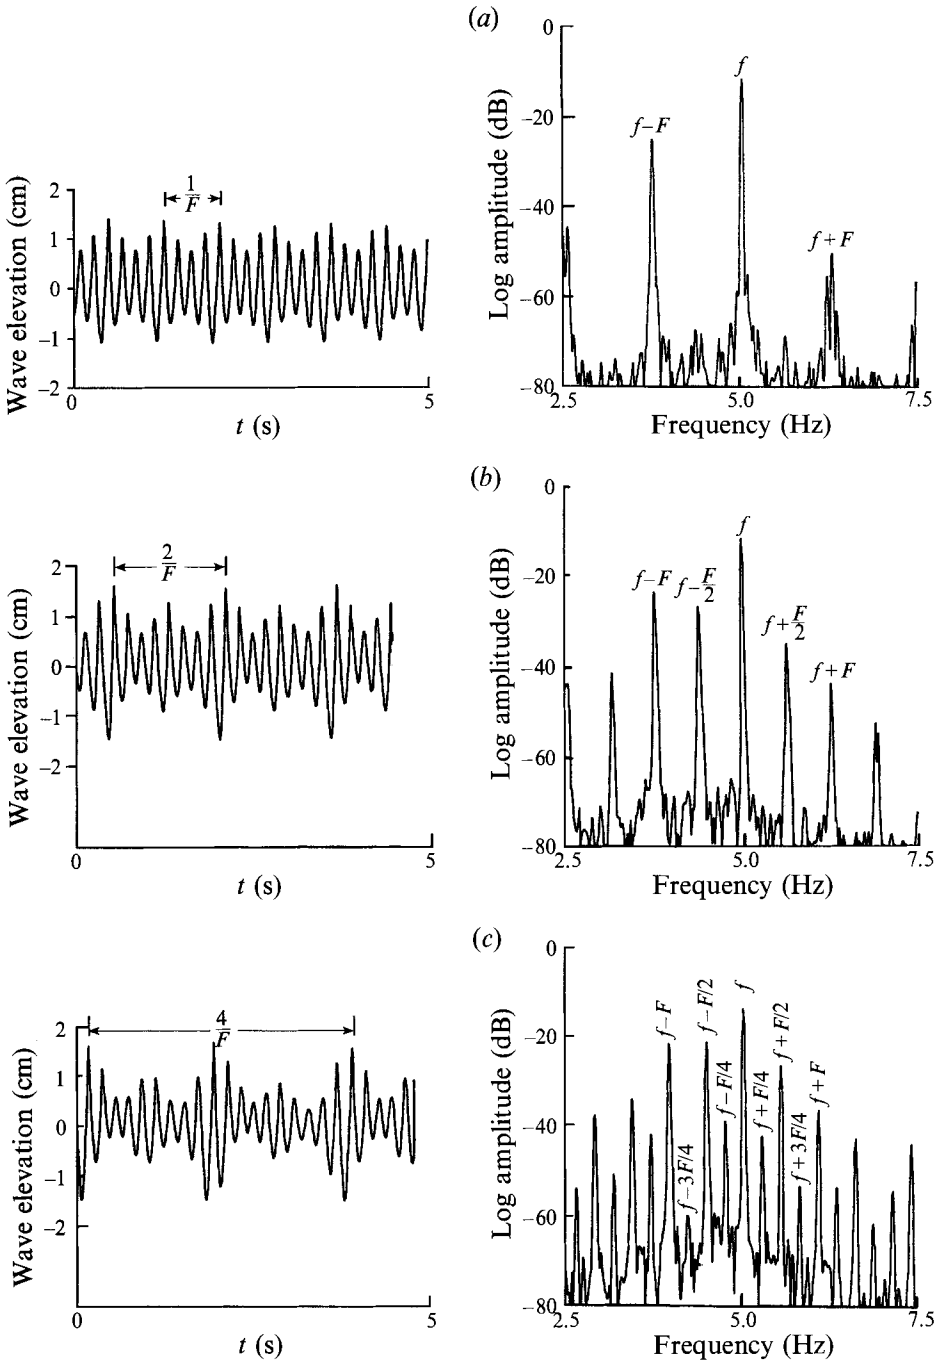 (a)
Wave elevation (cm)
2
1
0
–1
–2
1/F
0
5
t (s)
Log amplitude (dB)
0
–20
–40
–60
–80
f–F
f
f+F
2.5
5.0
7.5
Frequency (Hz)
(b)
Wave elevation (cm)
2
1
0
–1
–2
2/F
0
5
t (s)
Log amplitude (dB)
0
–20
–40
–60
–80
f–F
f–F/2
f
f+F/2
f+F
2.5
5.0
7.5
Frequency (Hz)
(c)
Wave elevation (cm)
2
1
0
–1
–2
4/F
0
5
t (s)
Log amplitude (dB)
0
–20
–40
–60
–80
f–F
f–3F/4
f–F/2
f–F/4
f
f+F/4
f+F/2
f+3F/4
f+F
2.5
5.0
7.5
Frequency (Hz)